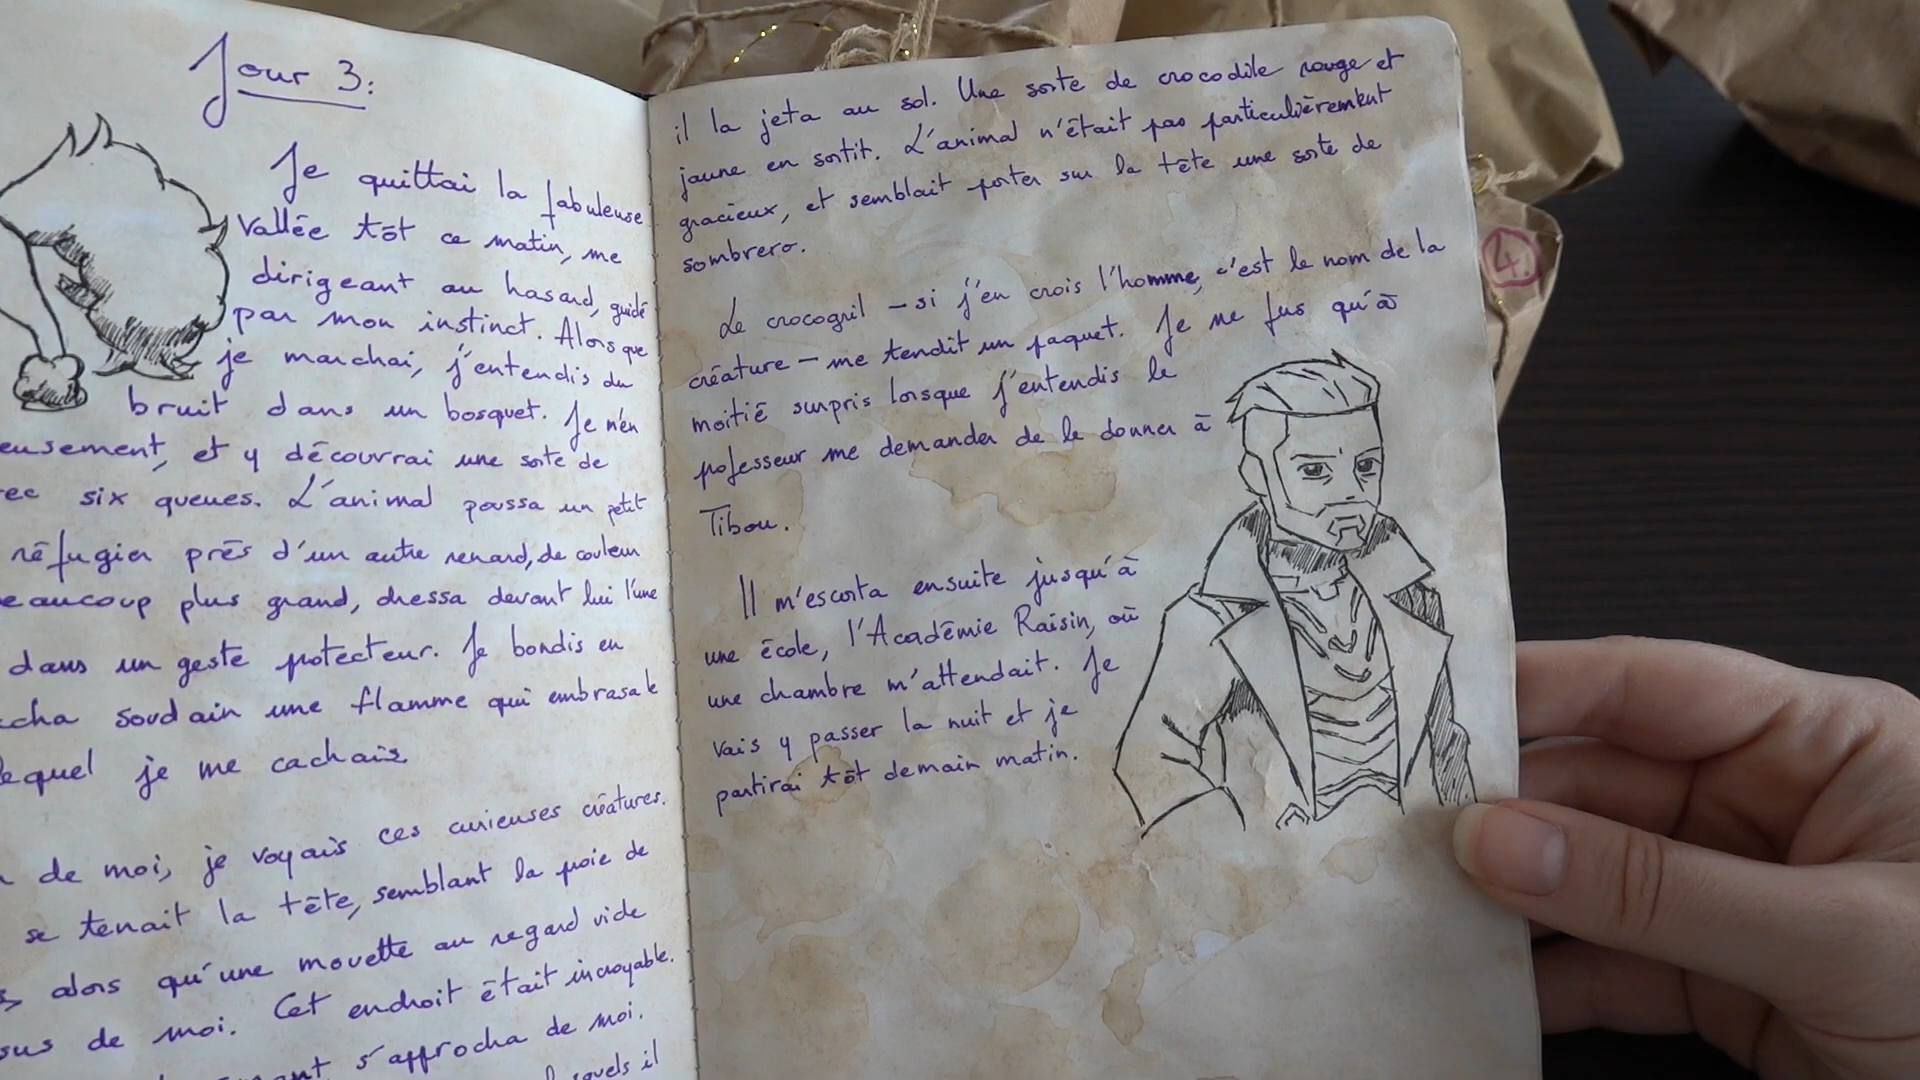 Jour 3:
Je quittai la fabuleuse
vallée tôt ce matin, me
dirigeant au hasard, guidé
par mon instinct. Alors que
je marchai, j'entendis du
bruit dans un bosquet. Je m'en
eusement, et y découvrai une sorte de
ec six queues. L'animal poussa un petit
réfugier près d'un autre renard, de couleur
eaucoup plus grand, dressa devant lui l'une
dans un geste protecteur. Je bondis en
cha soudain une flamme qui embrasa le
lequel je me cachais.
de moi, je voyais ces curieuses créatures.
se tenait la tête, semblant la proie de
alors qu'une mouette au regard vide
sus de moi. Cet endroit était incroyable.
s'approcha de moi.
il
il la jeta au sol. Une sorte de crocodile rouge et
jaune en sortit. L'animal n'était pas particulièrement
gracieux, et semblait porter sur la tête une sorte de
sombrero.
Le crocogril - si j'en crois l'homme, c'est le nom de la
créature - me tendit un paquet. Je ne fus qu'à
moitié surpris lorsque j'entendis le
professeur me demander de le donner à
Tibou.
Il m'escorta ensuite jusqu'à
une école, l'Académie Raisin, où
une chambre m'attendait. Je
vais y passer la nuit et je
partirai tôt demain matin.
4.